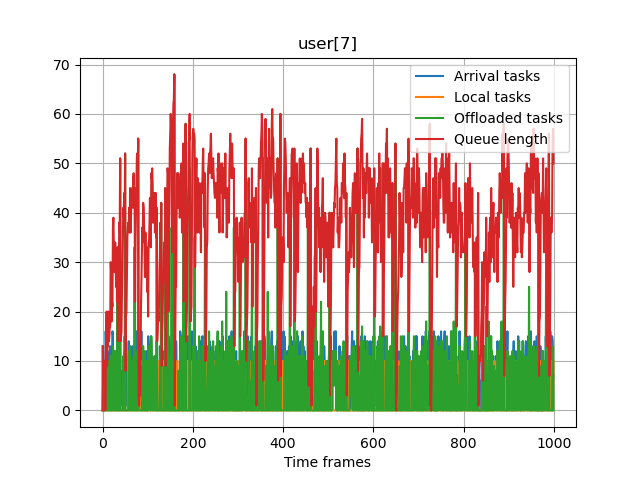 user[7]
Arrival tasks
Local tasks
Offloaded tasks
Queue length
70
60
50
40
30
20
10
0
0 200 400 600 800 1000
Time frames